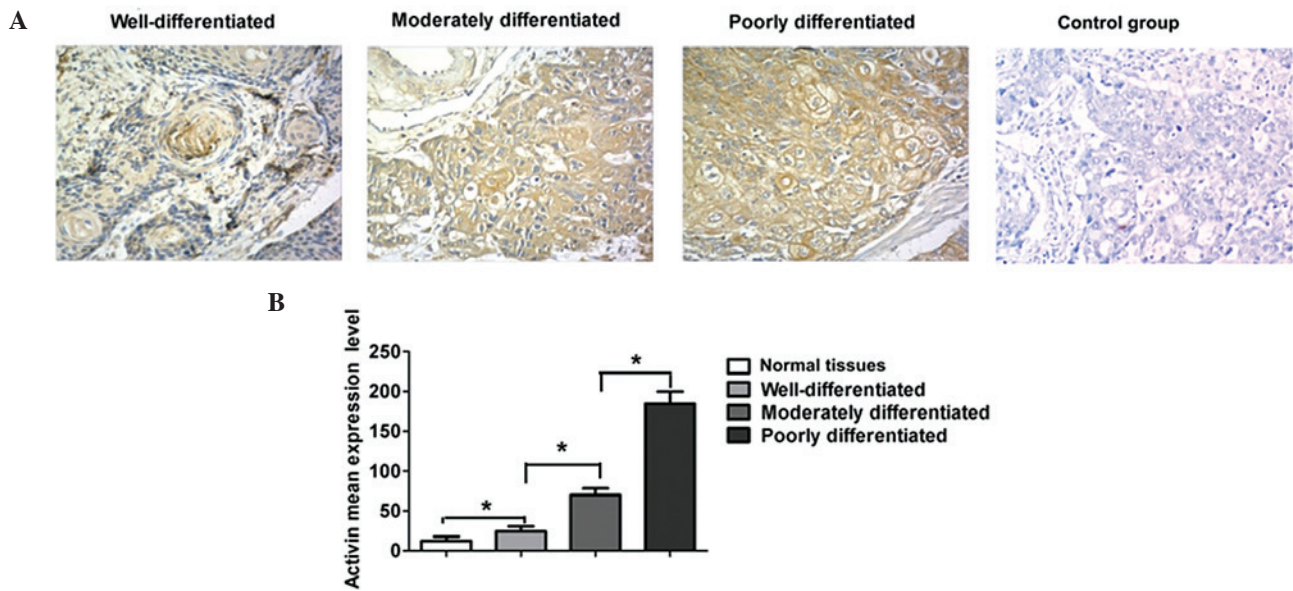 A
Well-differentiated
Moderately differentiated
Poorly differentiated
Control group
B
Activin mean expression level
250
200
150
100
50
0
*
*
*
Normal tissues
Well-differentiated
Moderately differentiated
Poorly differentiated